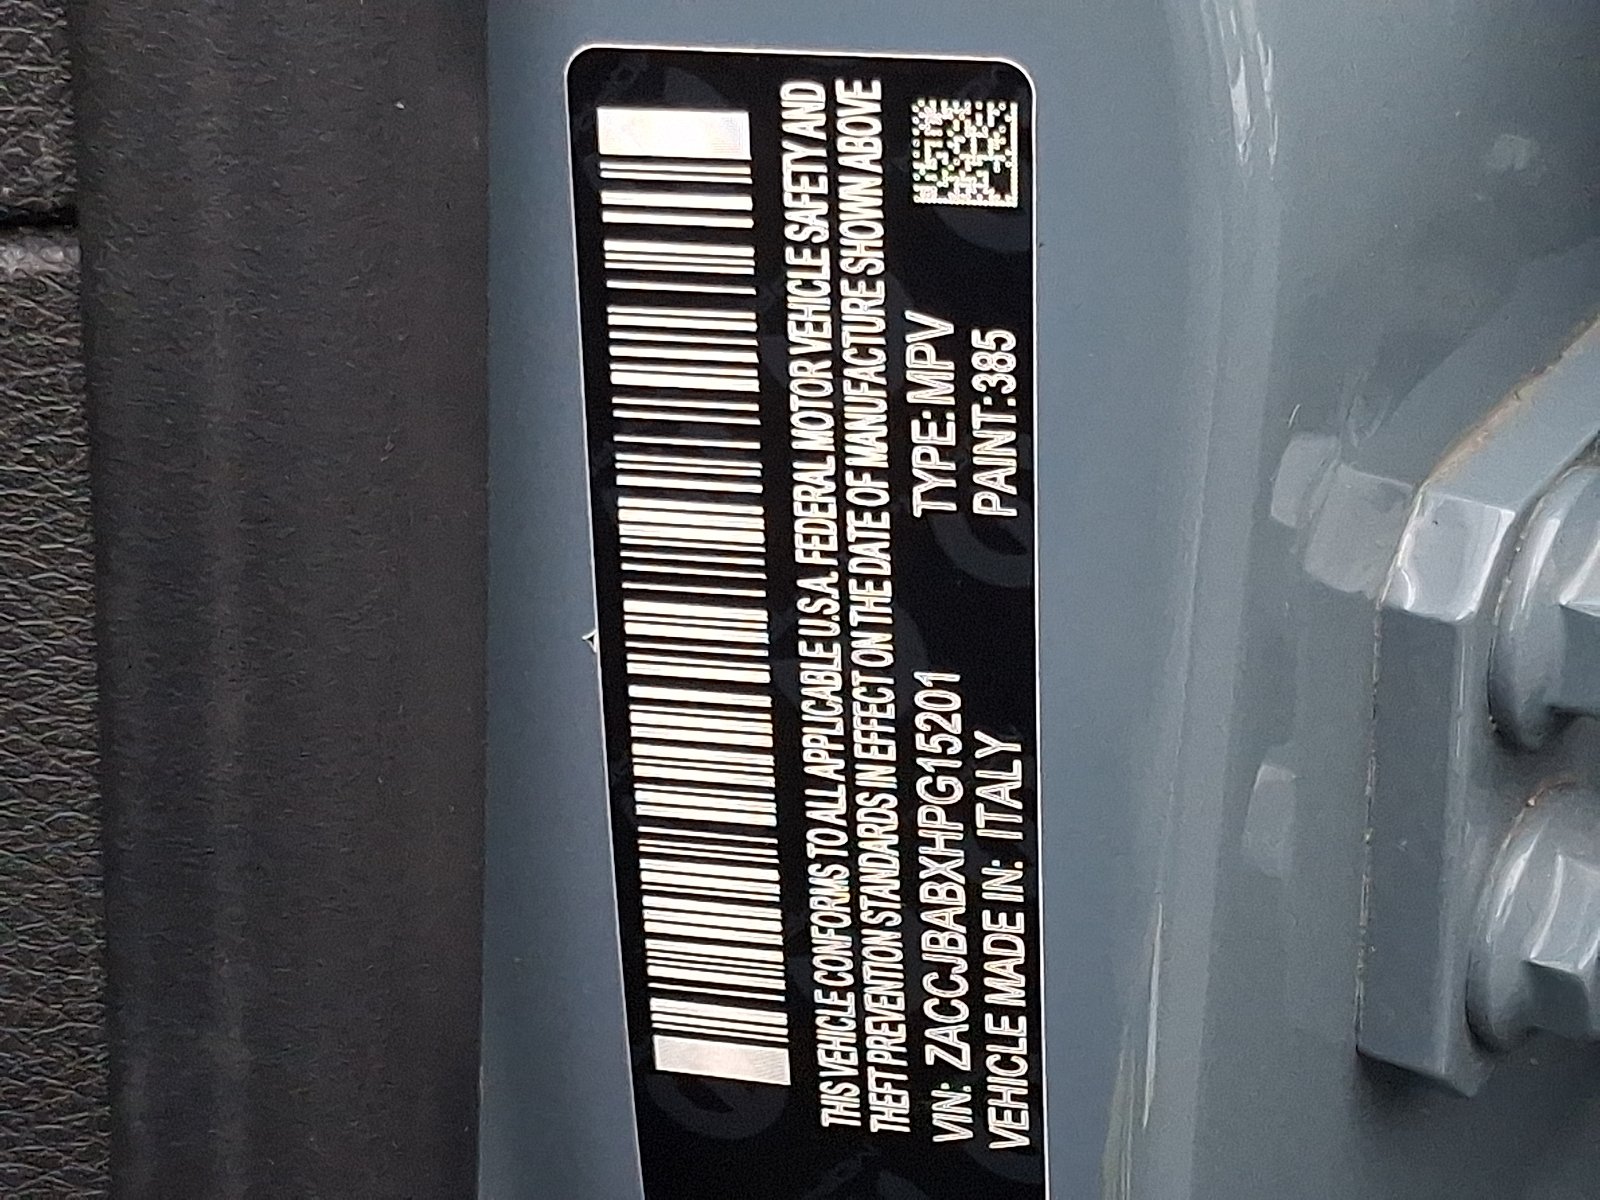 THIS VEHICLE CONFORMS TO ALL APPLICABLE U.S.A. FEDERAL MOTOR VEHICLE SAFETY AND
THEFT PREVENTION STANDARDS IN EFFECT ON THE DATE OF MANUFACTURE SHOWN ABOVE
VIN: ZACCJBABXHPG15201 TYPE: MPV
VEHICLE MADE IN: ITALY PAINT:385